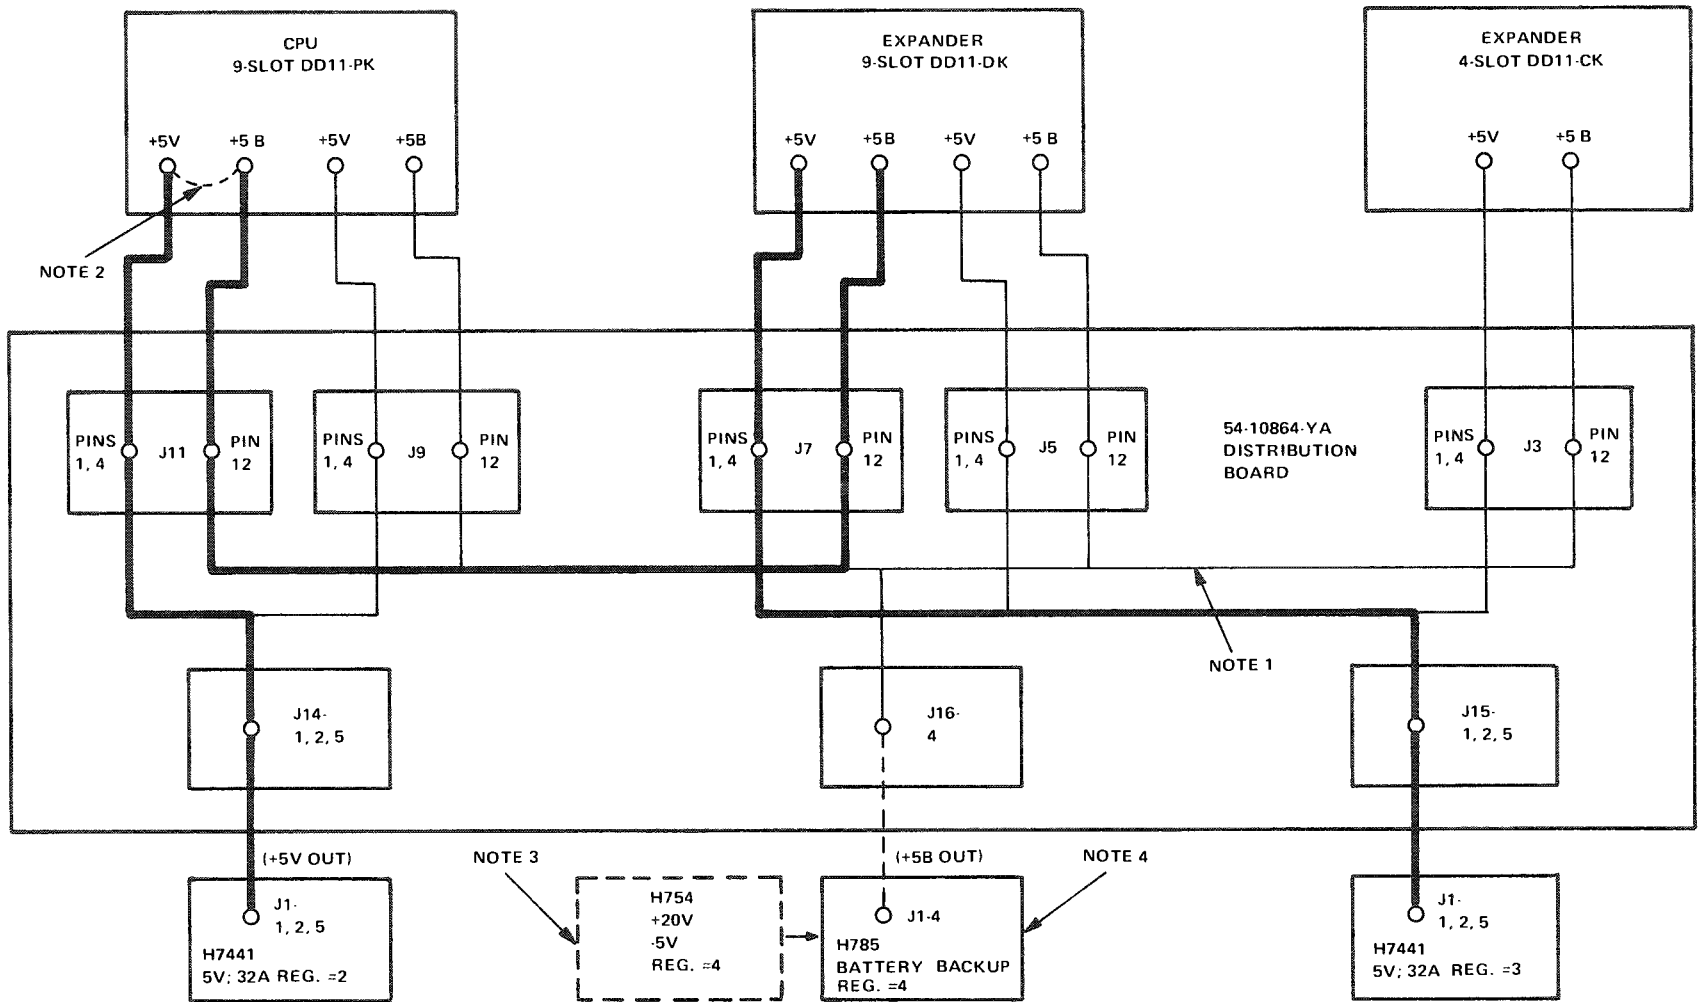 CPU
9-SLOT DD11-PK
+5V
+5 B
+5V
+5B
EXPANDER
9-SLOT DD11-DK
+5V
+5B
+5V
+5 B
EXPANDER
4-SLOT DD11-CK
+5V
+5 B
NOTE 2
PINS
1, 4
J11
PIN
12
PINS
1, 4
J9
PIN
12
PINS
1, 4
J7
PIN
12
PINS
1, 4
J5
PIN
12
54-10864-YA
DISTRIBUTION
BOARD
PINS
1, 4
J3
PIN
12
NOTE 1
J14-
1, 2, 5
J16-
4
J15-
1, 2, 5
(+5V OUT)
NOTE 3
(+5B OUT)
NOTE 4
J1-
1, 2, 5
H7441
5V; 32A REG. =2
H754
+20V
-5V
REG. =4
J1-4
H785
BATTERY BACKUP
REG. =4
J1-
1, 2, 5
H7441
5V; 32A REG. =3